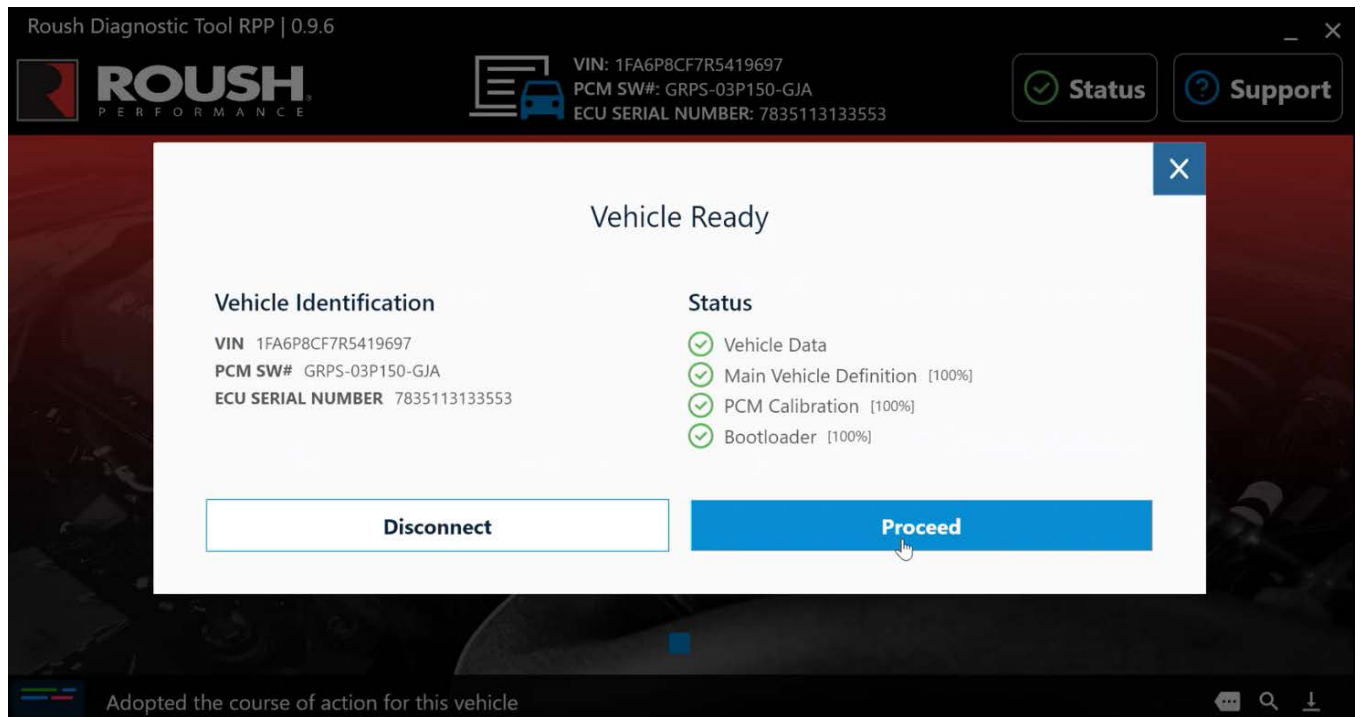 Roush Diagnostic Tool RPP | 0.9.6
ROUSH
PERFORMANCE
VIN: 1FA6P8CF7R5419697
PCM SW#: GRPS-03P150-GJA
ECU SERIAL NUMBER: 7835113133553
Status
Support
Vehicle Ready
Vehicle Identification
VIN 1FA6P8CF7R5419697
PCM SW# GRPS-03P150-GJA
ECU SERIAL NUMBER 7835113133553
Status
Vehicle Data
Main Vehicle Definition [100%]
PCM Calibration [100%]
Bootloader [100%]
Disconnect
Proceed
Adopted the course of action for this vehicle